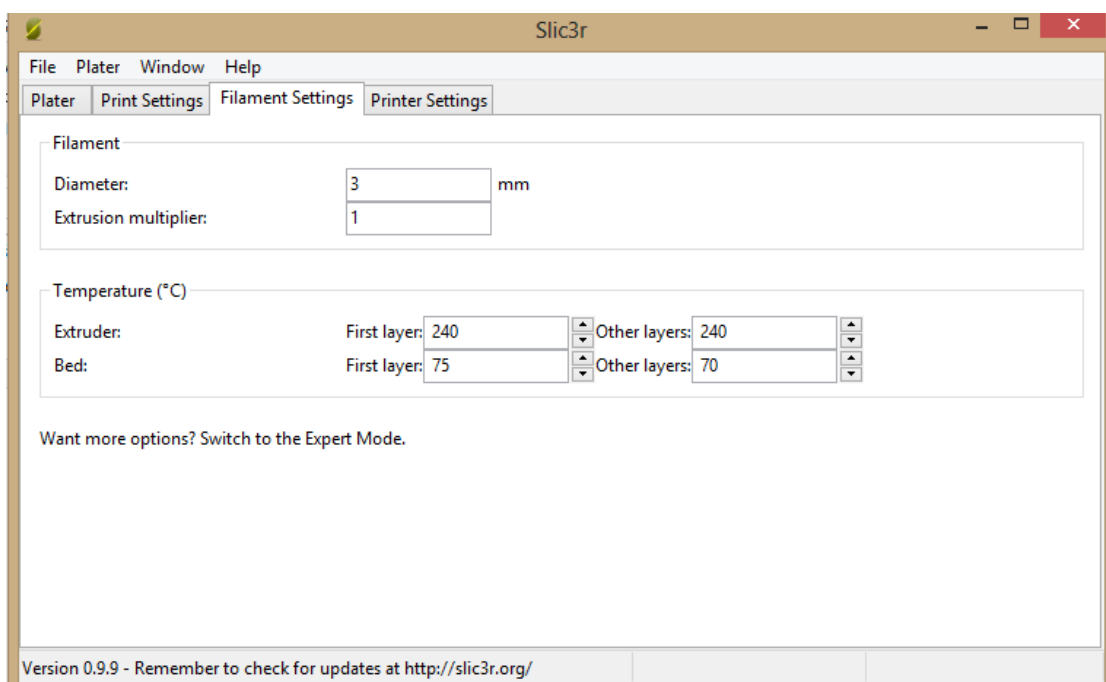 Slic3r
File Plater Window Help
Plater Print Settings Filament Settings Printer Settings
Filament
Diameter: 3 mm
Extrusion multiplier: 1
Temperature (°C)
Extruder: First layer: 240 Other layers: 240
Bed: First layer: 75 Other layers: 70
Want more options? Switch to the Expert Mode.
Version 0.9.9 - Remember to check for updates at http://slic3r.org/